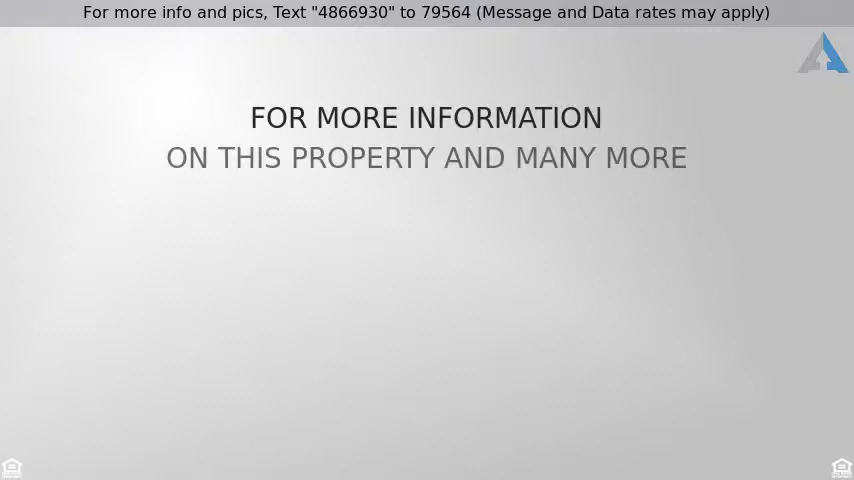 For more info and pics, Text "4866930" to 79564 (Message and Data rates may apply)
FOR MORE INFORMATION
ON THIS PROPERTY AND MANY MORE